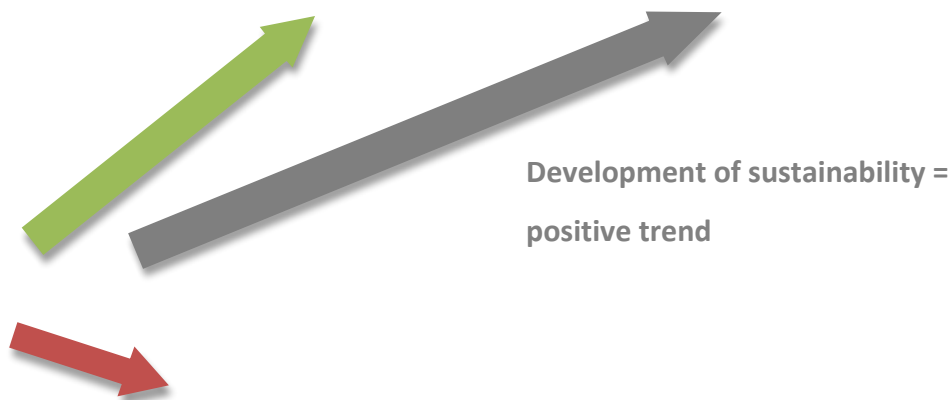 Development of sustainability =
positive trend